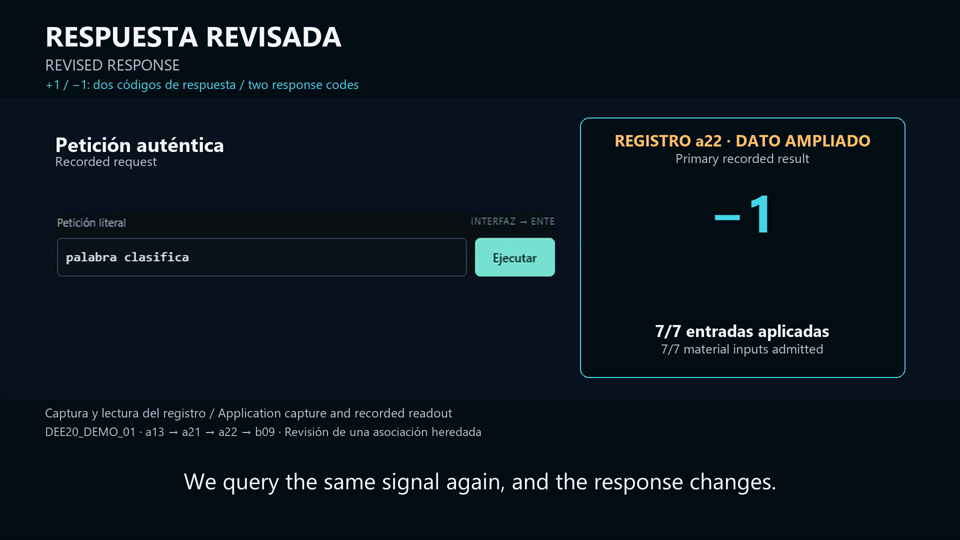 RESPUESTA REVISADA
REVISED RESPONSE
+1 / −1: dos códigos de respuesta / two response codes
Petición auténtica
Recorded request
Petición literal
INTERFAZ → ENTE
palabra clasifica
Ejecutar
REGISTRO a22 · DATO AMPLIADO
Primary recorded result
−1
7/7 entradas aplicadas
7/7 material inputs admitted
Captura y lectura del registro / Application capture and recorded readout
DEE20_DEMO_01 · a13 → a21 → a22 → b09 · Revisión de una asociación heredada
We query the same signal again, and the response changes.